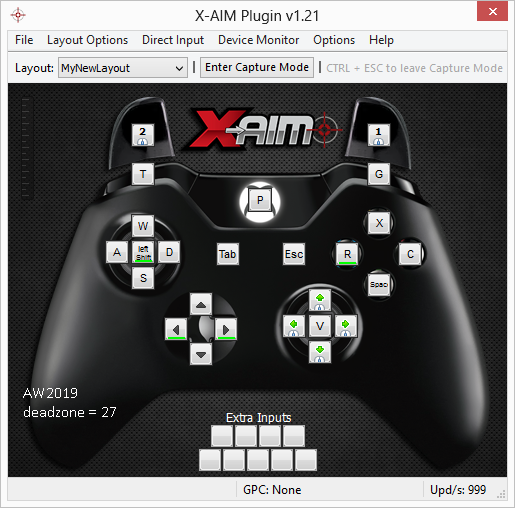 X-AIM Plugin v1.21
File Layout Options Direct Input Device Monitor Options Help
Layout: MyNewLayout Enter Capture Mode CTRL + ESC to leave Capture Mode
2 X-AIM 1
T G
P
W X
A left Shift D Tab Esc R C
S Spac
V
AW2019
deadzone = 27
Extra Inputs
GPC: None Upd/s: 999